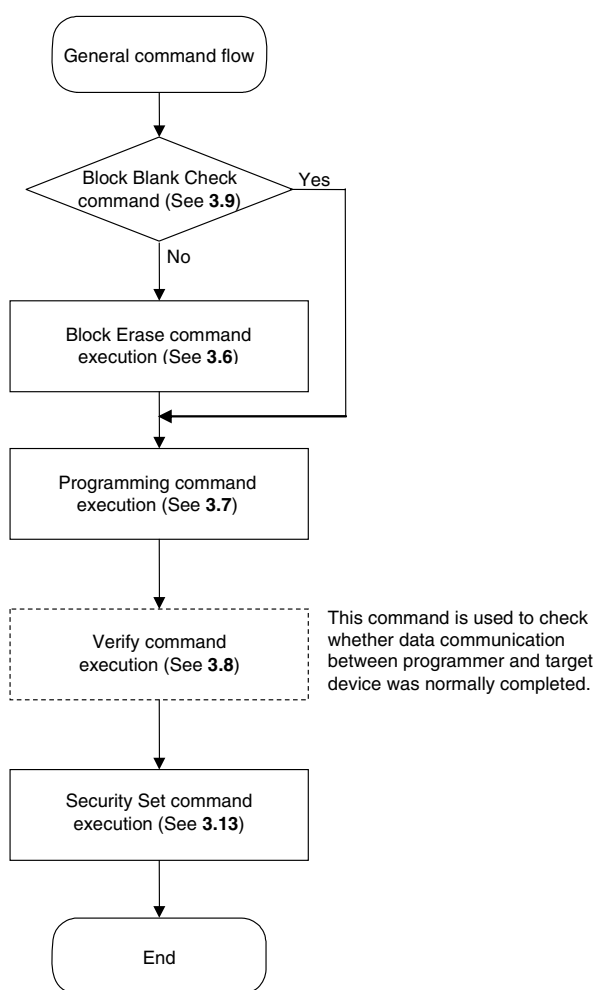 General command flow
Block Blank Check
command (See 3.9)
Yes
No
Block Erase command
execution (See 3.6)
Programming command
execution (See 3.7)
Verify command
execution (See 3.8)
This command is used to check
whether data communication
between programmer and target
device was normally completed.
Security Set command
execution (See 3.13)
End